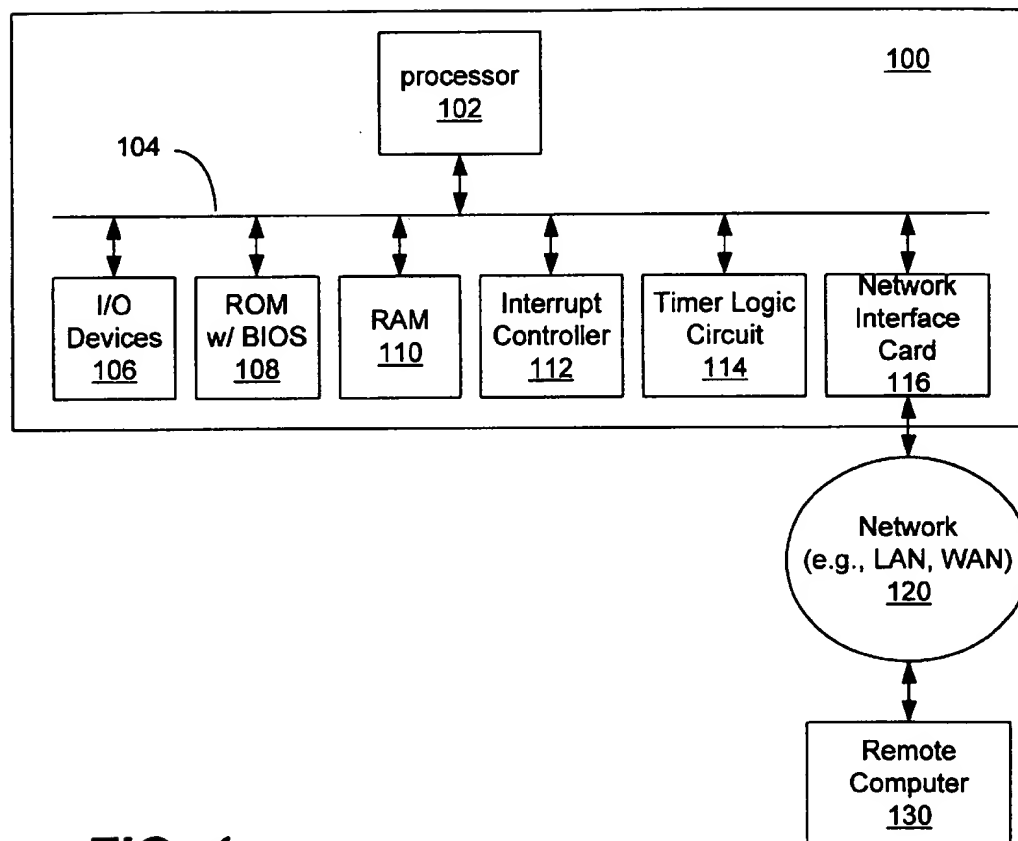 100
processor
102
104
I/O
Devices
106
ROM
w/ BIOS
108
RAM
110
Interrupt
Controller
112
Timer Logic
Circuit
114
Network
Interface
Card
116
Network
(e.g., LAN, WAN)
120
Remote
Computer
130